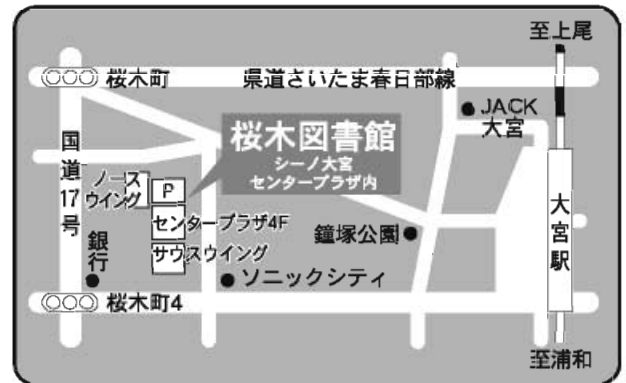 至上尾
桜木町
県道さいたま春日部線
JACK
大宮
桜木図書館
シーノ大宮
センタープラザ内
国道17号
ノース
ウイング
P
センタープラザ4F
サウスウイング
銀行
鐘塚公園
ソニックシティ
大宮駅
桜木町4
至浦和